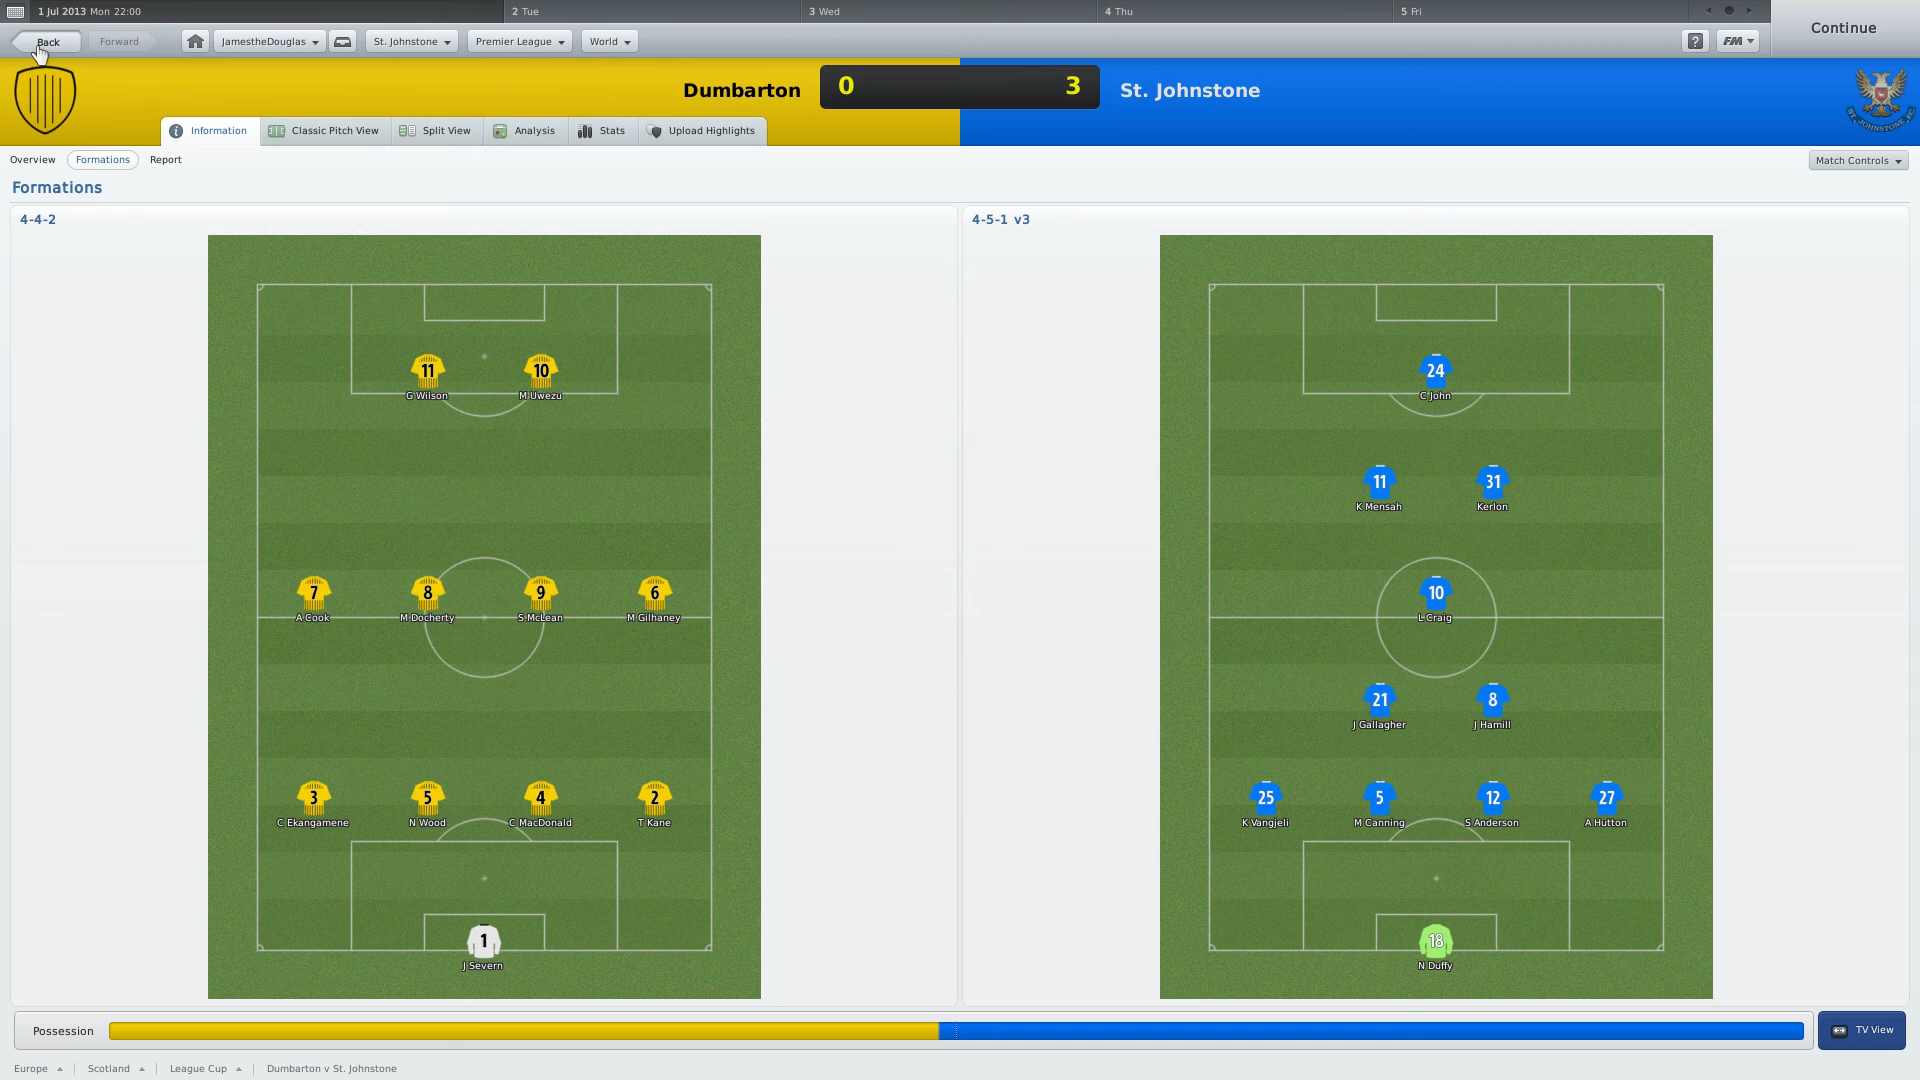 1 Jul 2013 Mon 22:00 2 Tue 3 Wed 4 Thu 5 Fri
Back Forward JamestheDouglas St. Johnstone Premier League World ? FM Continue
Dumbarton 0 3 St. Johnstone
Information Classic Pitch View Split View Analysis Stats Upload Highlights
Overview Formations Report Match Controls
Formations
4-4-2
11 10
G Wilson M Uwezu
7 8 9 6
A Cook M Docherty S McLean M Gilhaney
3 5 4 2
C Ekangamene N Wood C MacDonald T Kane
1
J Severn
4-5-1 v3
24
C John
11 31
K Mensah Kerlon
10
L Craig
21 8
J Gallagher J Hamill
25 5 12 27
K Vangjeli M Canning S Anderson A Hutton
18
N Duffy
Possession TV View
Europe Scotland League Cup Dumbarton v St. Johnstone